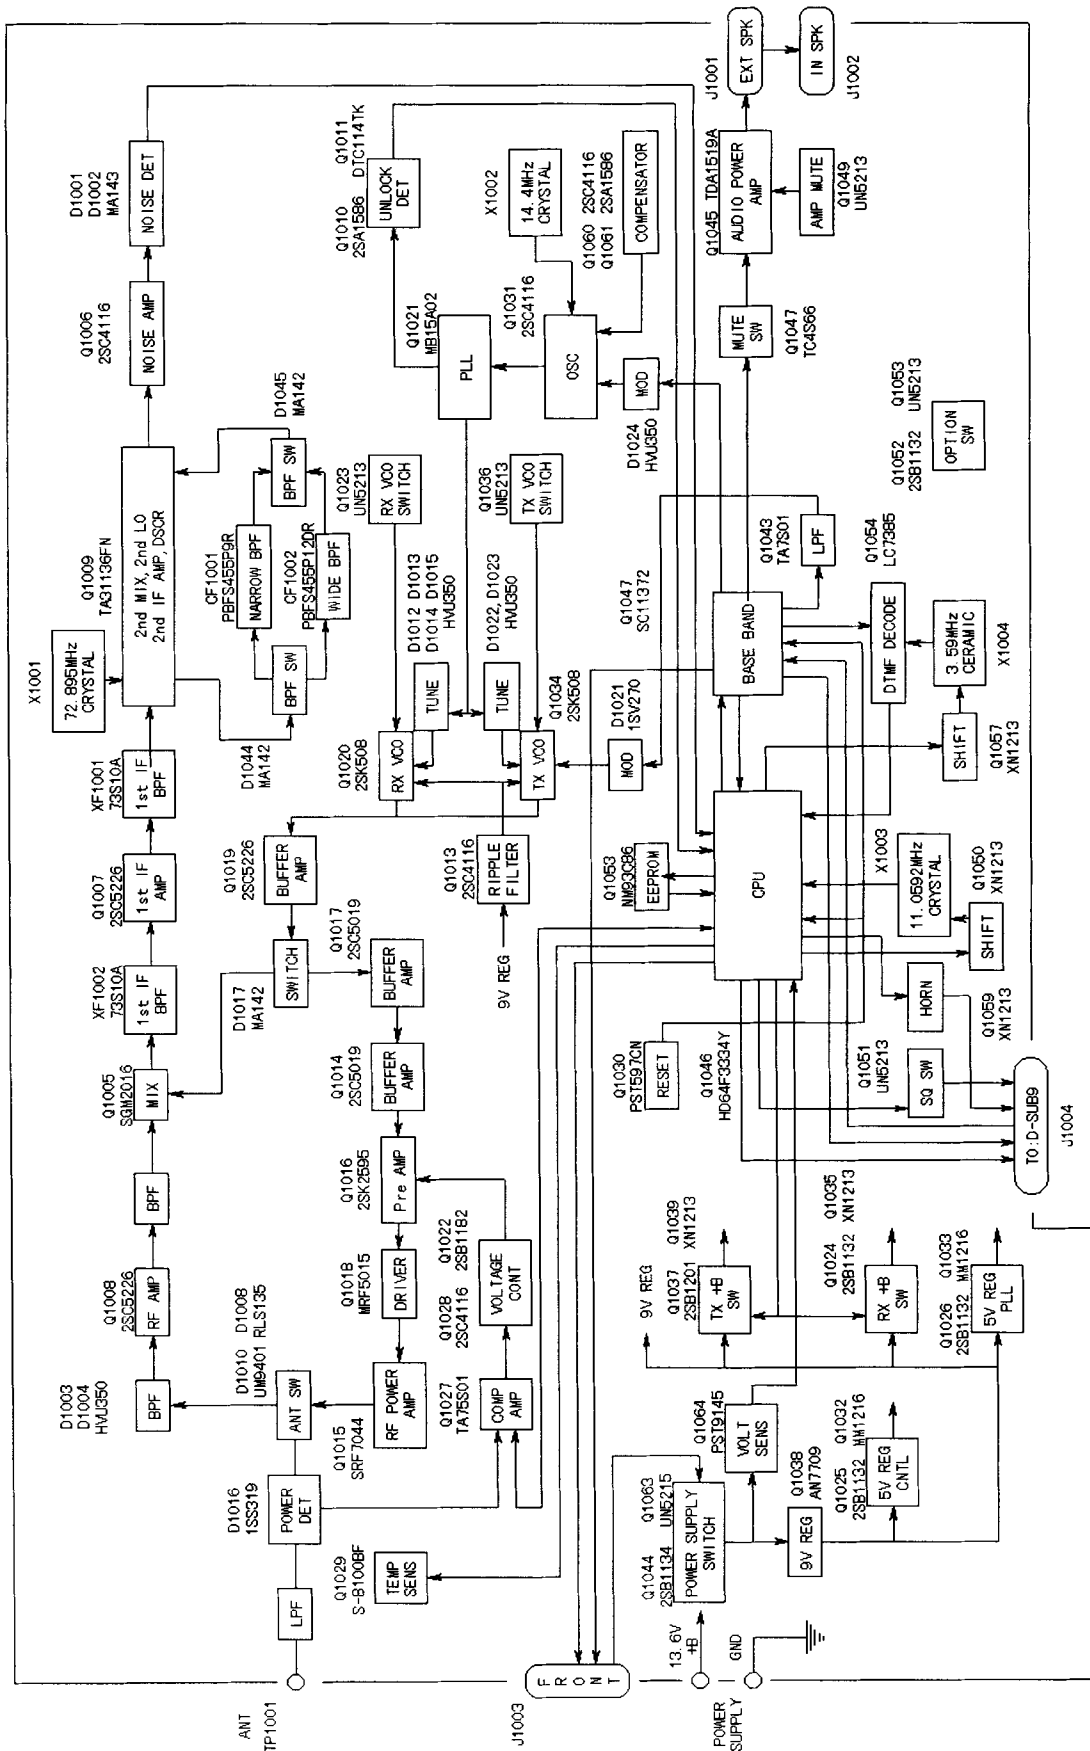 ANT
TP1001
LPF
D1016
1SS319
POWER
DET
D1010
UM9401
D1008
RLS135
ANT SW
D1003
D1004
HVU350
BPF
Q1008
2SC5226
RF AMP
BPF
Q1005
SGM2016
MIX
XF1002
73S10A
1st IF
BPF
Q1007
2SC5226
1st IF
AMP
XF1001
73S10A
1st IF
BPF
X1001
72.895MHz
CRYSTAL
Q1009
TA31136FN
2nd MIX, 2nd LO
2nd IF AMP, DSCR
Q1006
2SC4116
NOISE AMP
D1001
D1002
MA143
NOISE DET
D1044
MA142
BPF SW
CF1001
PBFS455P9R
NARROW BPF
CF1002
PBFS455P12DR
WIDE BPF
BPF SW
D1045
MA142
Q1029
S-8100BF
TEMP
SENS
Q1015
SRF7044
RF POWER
AMP
Q1018
MRF5015
DRIVER
Q1016
2SK2595
Pre AMP
Q1014
2SC5019
BUFFER
AMP
Q1017
2SC5019
BUFFER
AMP
D1017
MA142
SWITCH
Q1019
2SC5226
BUFFER
AMP
Q1020
2SK508
RX VCO
D1012 D1013
D1014 D1015
HVU350
TUNE
Q1023
UN5213
RX VCO
SWITCH
Q1010
2SA1586
Q1011
DTC114TK
UNLOCK
DET
Q1027
TA75S01
COMP
AMP
Q1028
2SC4116
Q1022
2SB1182
VOLTAGE
CONT
9V REG
Q1013
2SC4116
RIPPLE
FILTER
D1022, D1023
HVU350
TUNE
Q1034
2SK508
TX VCO
Q1036
UN5213
TX VCO
SWITCH
Q1021
MB15A02
PLL
Q1031
2SC4116
OSC
X1002
14.4MHz
CRYSTAL
Q1060 2SC4116
Q1061 2SA1586
COMPENSATOR
D1021
1SV270
MOD
D1024
HVU350
MOD
J1003
FRONT
POWER
SUPPLY
13.6V
+B
GND
Q1044
2SB1134
Q1063
UN5215
POWER SUPPLY
SWITCH
Q1064
PST9145
VOLT
SENS
Q1038
AN7709
9V REG
Q1025
2SB1132
Q1032
MM1216
5V REG
CNTL
9V REG
Q1037
2SB1201
Q1039
XN1213
TX +B
SW
Q1024
2SB1132
Q1035
XN1213
RX +B
SW
Q1026
2SB1132
Q1033
MM1216
5V REG
PLL
Q1030
PST597CN
RESET
Q1046
HD64F3334Y
CPU
Q1053
NM93C86
EEPROM
Q1047
SC11372
BASE BAND
Q1043
TA7S01
LPF
Q1054
LC7385
DTMF DECODE
3.59MHz
CERAMIC
X1004
SHIFT
Q1057
XN1213
X1003
11.0592MHz
CRYSTAL
Q1050
XN1213
SHIFT
HORN
Q1059
XN1213
Q1051
UN5213
SQ SW
TO:D-SUB9
J1004
MUTE
SW
Q1047
TC4S66
Q1045 TDA1519A
AUDIO POWER
AMP
AMP MUTE
Q1049
UN5213
J1001
EXT SPK
IN SPK
J1002
Q1052
2SB1132
Q1053
UN5213
OPTION
SW